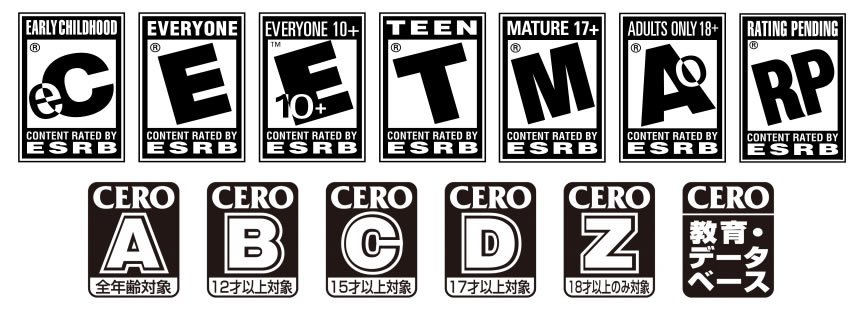 EARLY CHILDHOOD
®
eC
CONTENT RATED BY
ESRB
EVERYONE
®
E
CONTENT RATED BY
ESRB
EVERYONE 10+
™
E
10+
CONTENT RATED BY
ESRB
TEEN
®
T
CONTENT RATED BY
ESRB
MATURE 17+
®
M
CONTENT RATED BY
ESRB
ADULTS ONLY 18+
®
AO
CONTENT RATED BY
ESRB
RATING PENDING
®
RP
CONTENT RATED BY
ESRB
CERO
A
全年齢対象
CERO
B
12才以上対象
CERO
C
15才以上対象
CERO
D
17才以上対象
CERO
Z
18才以上のみ対象
CERO
教育・
データ
ベース